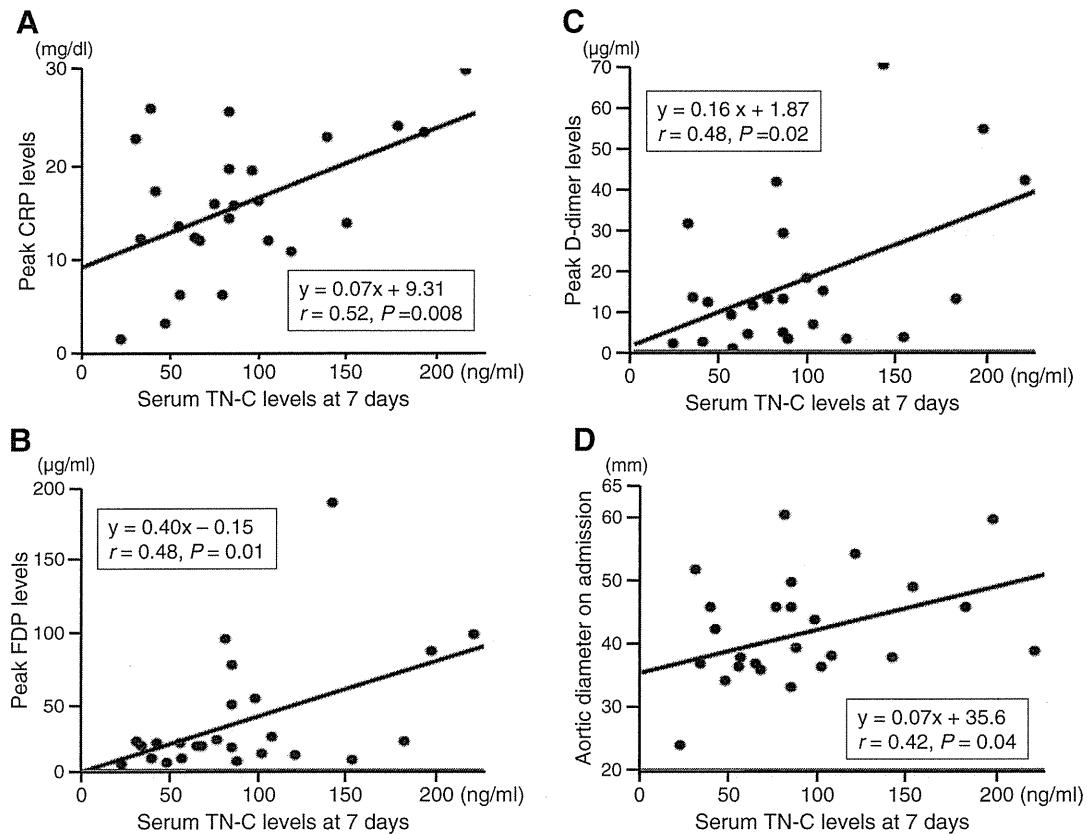 A
(mg/dl)
30
20
10
0
Peak CRP levels
y = 0.07x + 9.31
r = 0.52, P =0.008
0 50 100 150 200 (ng/ml)
Serum TN-C levels at 7 days
C
(µg/ml)
70
60
50
40
30
20
10
0
Peak D-dimer levels
y = 0.16 x + 1.87
r = 0.48, P =0.02
0 50 100 150 200 (ng/ml)
Serum TN-C levels at 7 days
B
(µg/ml)
200
150
100
50
0
Peak FDP levels
y = 0.40x – 0.15
r = 0.48, P = 0.01
0 50 100 150 200 (ng/ml)
Serum TN-C levels at 7 days
D
(mm)
65
60
50
40
30
20
Aortic diameter on admission
y = 0.07x + 35.6
r = 0.42, P = 0.04
0 50 100 150 200 (ng/ml)
Serum TN-C levels at 7 days